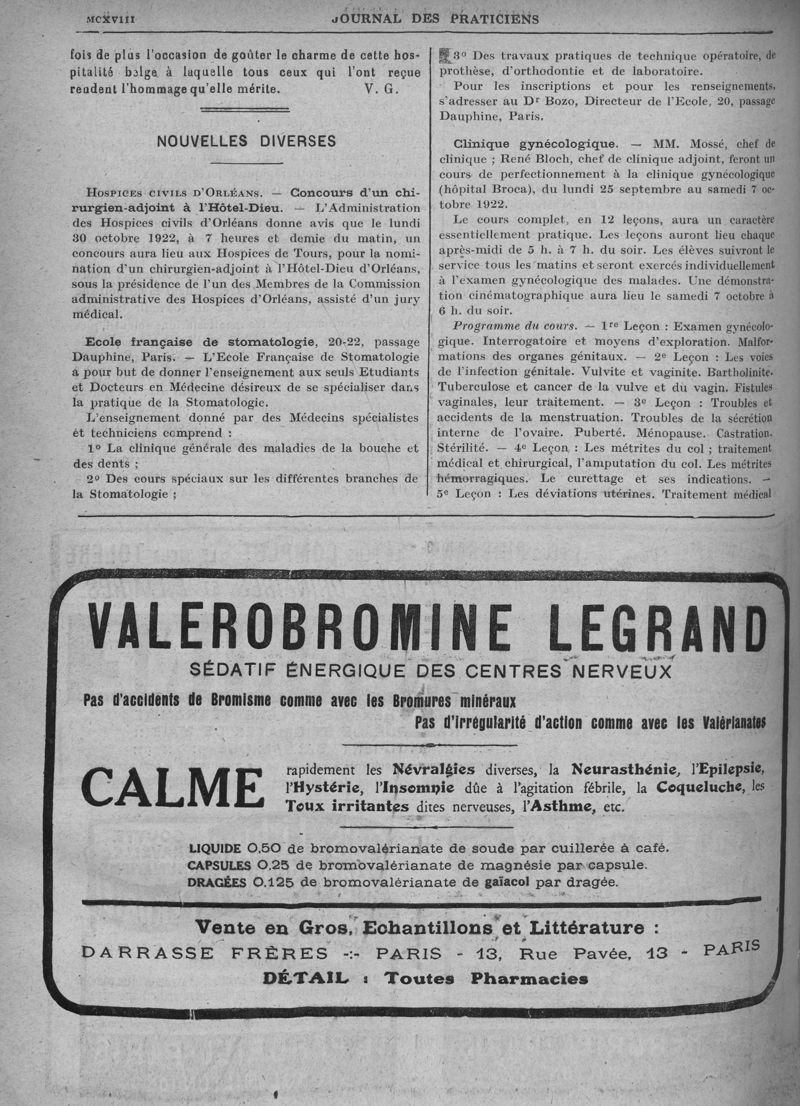 MCXVIII
JOURNAL DES PRATICIENS
fois de plus l'occasion de goûter le charme de cette hos-
pitalité belge à laquelle tous ceux qui l'ont reçue
rendent l'hommage qu'elle mérite. V. G.
NOUVELLES DIVERSES
HOSPICES CIVILS D'ORLÉANS. — Concours d'un chi-
rurgien-adjoint à l'Hôtel-Dieu. — L'Administration
des Hospices civils d'Orléans donne avis que le lundi
30 octobre 1922, à 7 heures et demie du matin, un
concours aura lieu aux Hospices de Tours, pour la nomi-
nation d'un chirurgien-adjoint à l'Hôtel-Dieu d'Orléans,
sous la présidence de l'un des Membres de la Commission
administrative des Hospices d'Orléans, assisté d'un jury
médical.
Ecole française de stomatologie, 20-22, passage
Dauphine, Paris. — L'Ecole Française de Stomatologie
a pour but de donner l'enseignement aux seuls Etudiants
et Docteurs en Médecine désireux de se spécialiser dans
la pratique de la Stomatologie.
L'enseignement donné par des Médecins spécialistes
et techniciens comprend :
1º La clinique générale des maladies de la bouche et
des dents ;
2º Des cours spéciaux sur les différentes branches de
la Stomatologie ;
3º Des travaux pratiques de technique opératoire, de
prothèse, d'orthodontie et de laboratoire.
Pour les inscriptions et pour les renseignements,
s'adresser au Dr Bozo, Directeur de l'Ecole, 20, passage
Dauphine, Paris.
Clinique gynécologique. — MM. Mossé, chef de
clinique ; René Bloch, chef de clinique adjoint, feront un
cours de perfectionnement à la clinique gynécologique
(hôpital Broca), du lundi 25 septembre au samedi 7 oc-
tobre 1922.
Le cours complet, en 12 leçons, aura un caractère
essentiellement pratique. Les leçons auront lieu chaque
après-midi de 5 h. à 7 h. du soir. Les élèves suivront le
service tous les matins et seront exercés individuellement
à l'examen gynécologique des malades. Une démonstra-
tion cinématographique aura lieu le samedi 7 octobre à
6 h. du soir.
Programme du cours. — 1re Leçon : Examen gynécolo-
gique. Interrogatoire et moyens d'exploration. Malfor-
mations des organes génitaux. — 2e Leçon : Les voies
de l'infection génitale. Vulvite et vaginite. Bartholinite.
Tuberculose et cancer de la vulve et du vagin. Fistules
vaginales, leur traitement. — 3e Leçon : Troubles et
accidents de la menstruation. Troubles de la sécrétion
interne de l'ovaire. Puberté. Ménopause. Castration.
Stérilité. — 4e Leçon : Les métrites du col ; traitement
médical et chirurgical, l'amputation du col. Les métrites
hémorragiques. Le curettage et ses indications. —
5e Leçon : Les déviations utérines. Traitement médical
VALEROBROMINE LEGRAND
SÉDATIF ÉNERGIQUE DES CENTRES NERVEUX
Pas d'accidents de Bromisme comme avec les Bromures minéraux
Pas d'irrégularité d'action comme avec les Valérianates
CALME rapidement les Névralgies diverses, la Neurasthénie, l'Epilepsie,
l'Hystérie, l'Insomnie dûe à l'agitation fébrile, la Coqueluche, les
Toux irritantes dites nerveuses, l'Asthme, etc.
LIQUIDE 0,50 de bromovalérianate de soude par cuillerée à café.
CAPSULES 0.25 de bromovalérianate de magnésie par capsule.
DRAGÉES 0.125 de bromovalérianate de gaïacol par dragée.
Vente en Gros, Echantillons et Littérature :
DARRASSE FRÈRES -:- PARIS - 13, Rue Pavée, 13 - PARIS
DÉTAIL : Toutes Pharmacies